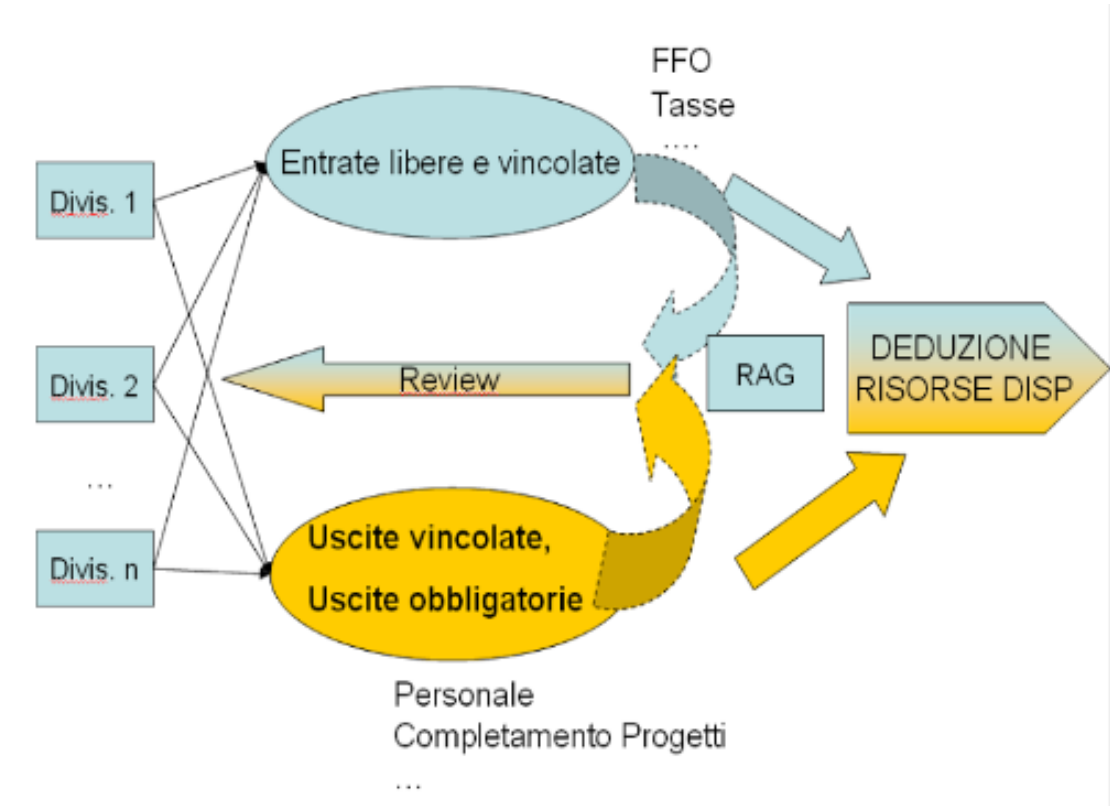 FFO
Tasse
....
Entrate libere e vincolate
Divis. 1
Divis. 2
...
Divis. n
Review
RAG
DEDUZIONE
RISORSE DISP
Uscite vincolate,
Uscite obbligatorie
Personale
Completamento Progetti
...